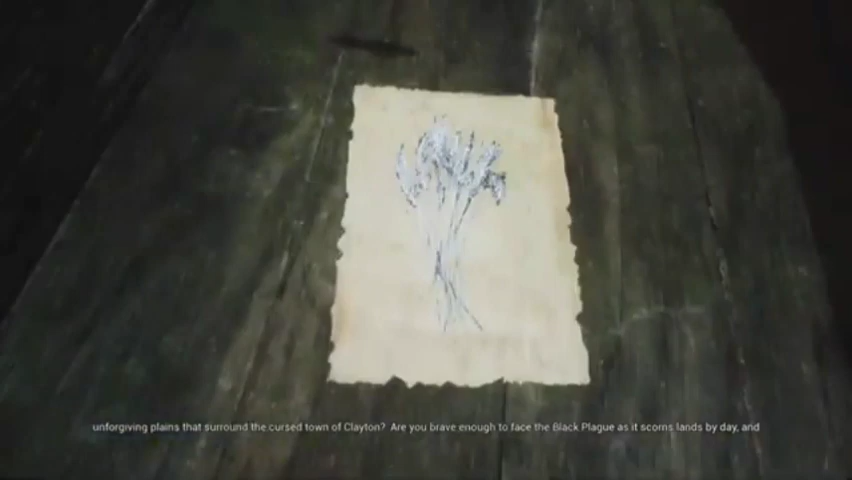 unforgiving plains that surround the cursed town of Clayton?  Are you brave enough to face the Black Plague as it scorns lands by day, and